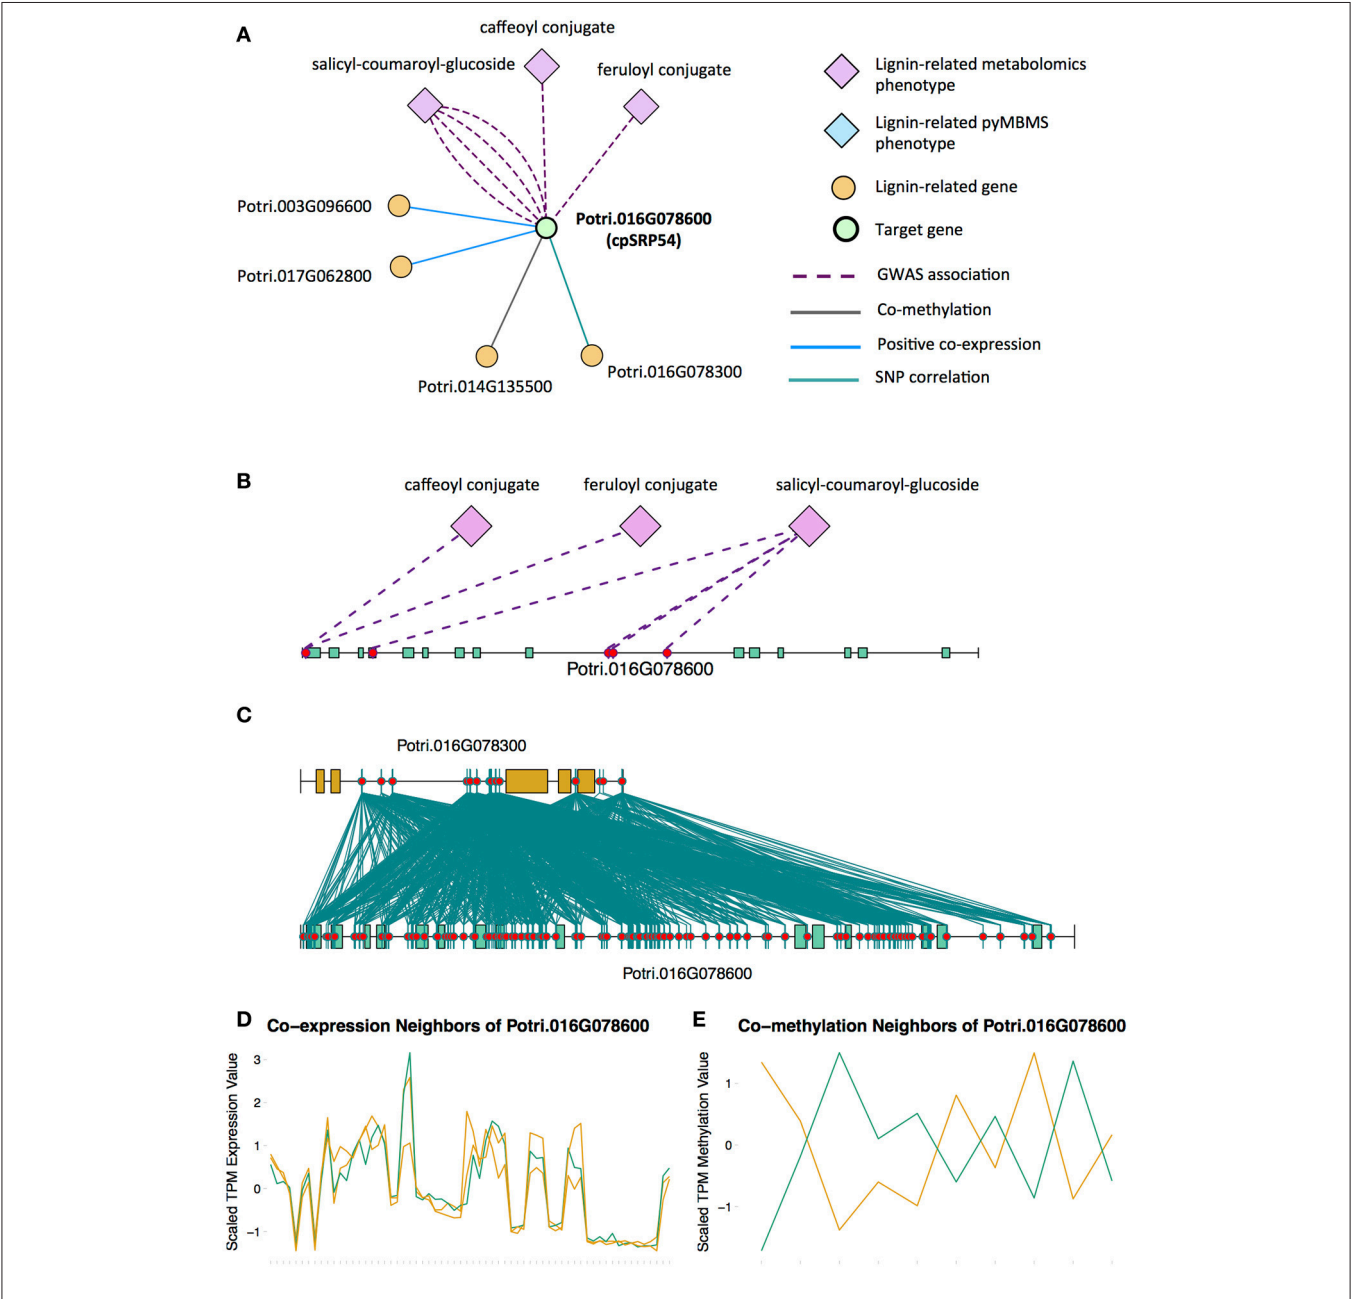 A
caffeoyl conjugate
salicyl-coumaroyl-glucoside
feruloyl conjugate
Potri.003G096600
Potri.016G078600
(cpSRP54)
Potri.017G062800
Potri.014G135500
Potri.016G078300
Lignin-related metabolomics
phenotype
Lignin-related pyMBMS
phenotype
Lignin-related gene
Target gene
GWAS association
Co-methylation
Positive co-expression
SNP correlation
B
caffeoyl conjugate
feruloyl conjugate
salicyl-coumaroyl-glucoside
Potri.016G078600
C
Potri.016G078300
Potri.016G078600
D
Co−expression Neighbors of Potri.016G078600
Scaled TPM Expression Value
3
2
1
0
−1
E
Co−methylation Neighbors of Potri.016G078600
Scaled TPM Methylation Value
1
0
−1